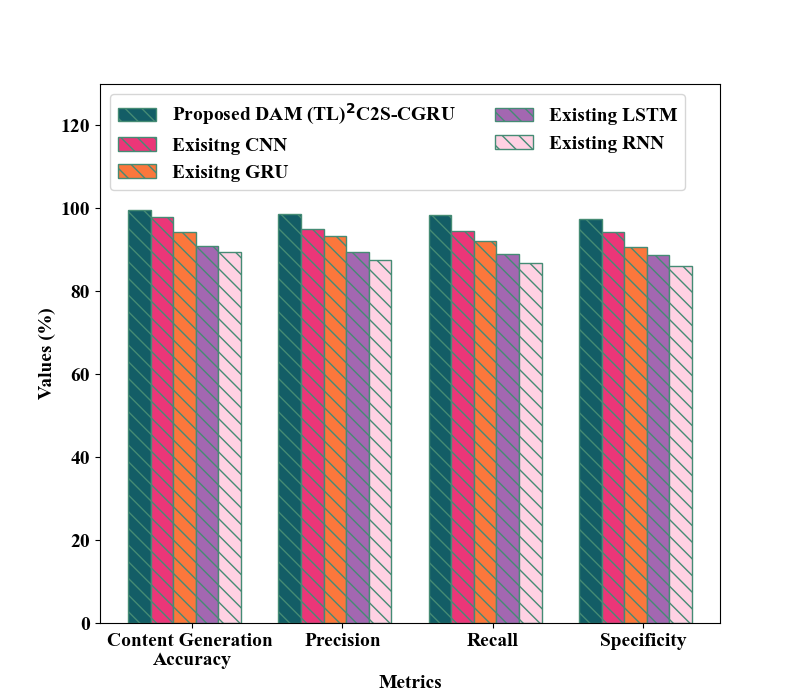 Proposed DAM (TL)²C2S-CGRU
Exisitng CNN
Exisitng GRU
Existing LSTM
Existing RNN
120
100
80
60
40
20
0
Values (%)
Content Generation
Accuracy
Precision
Recall
Specificity
Metrics